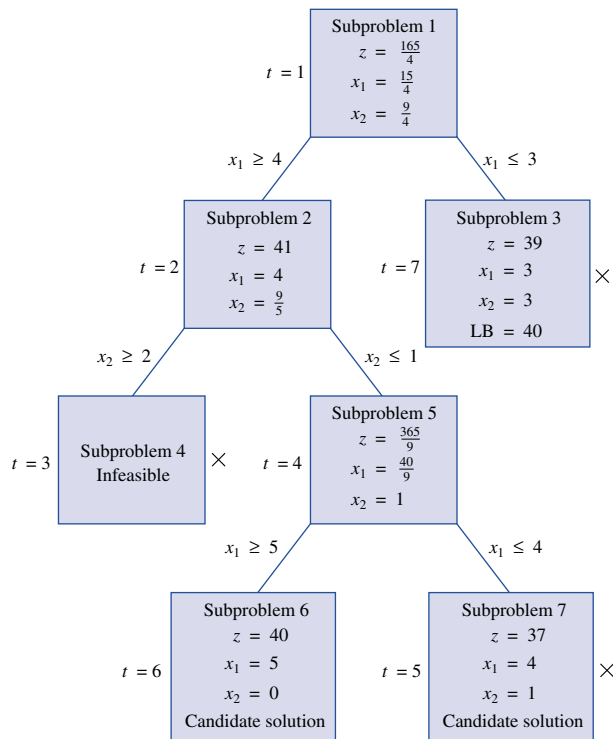 Subproblem 1
z = 165/4
t = 1
x₁ = 15/4
x₂ = 9/4
x₁ ≥ 4
x₁ ≤ 3
Subproblem 2
z = 41
t = 2
x₁ = 4
x₂ = 9/5
Subproblem 3
z = 39
t = 7
x₁ = 3
x₂ = 3
LB = 40
×
x₂ ≥ 2
x₂ ≤ 1
t = 3
Subproblem 4
Infeasible
×
Subproblem 5
z = 365/9
t = 4
x₁ = 40/9
x₂ = 1
x₁ ≥ 5
x₁ ≤ 4
Subproblem 6
z = 40
t = 6
x₁ = 5
x₂ = 0
Candidate solution
Subproblem 7
z = 37
t = 5
x₁ = 4
x₂ = 1
Candidate solution
×